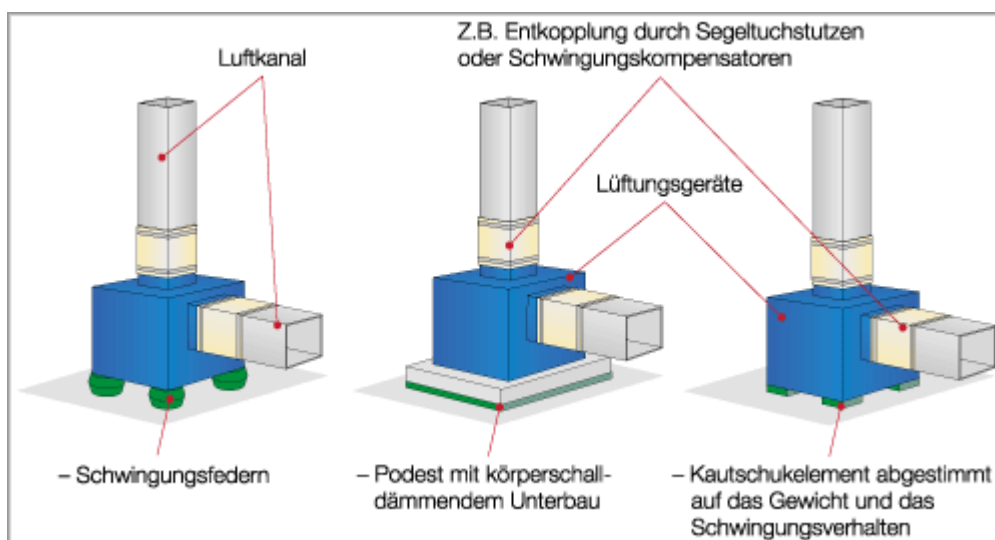 Z.B. Entkopplung durch Segeltuchstutzen
oder Schwingungskompensatoren
Luftkanal
Lüftungsgeräte
– Schwingungsfedern
– Podest mit körperschall-
dämmendem Unterbau
– Kautschukelement abgestimmt
auf das Gewicht und das
Schwingungsverhalten